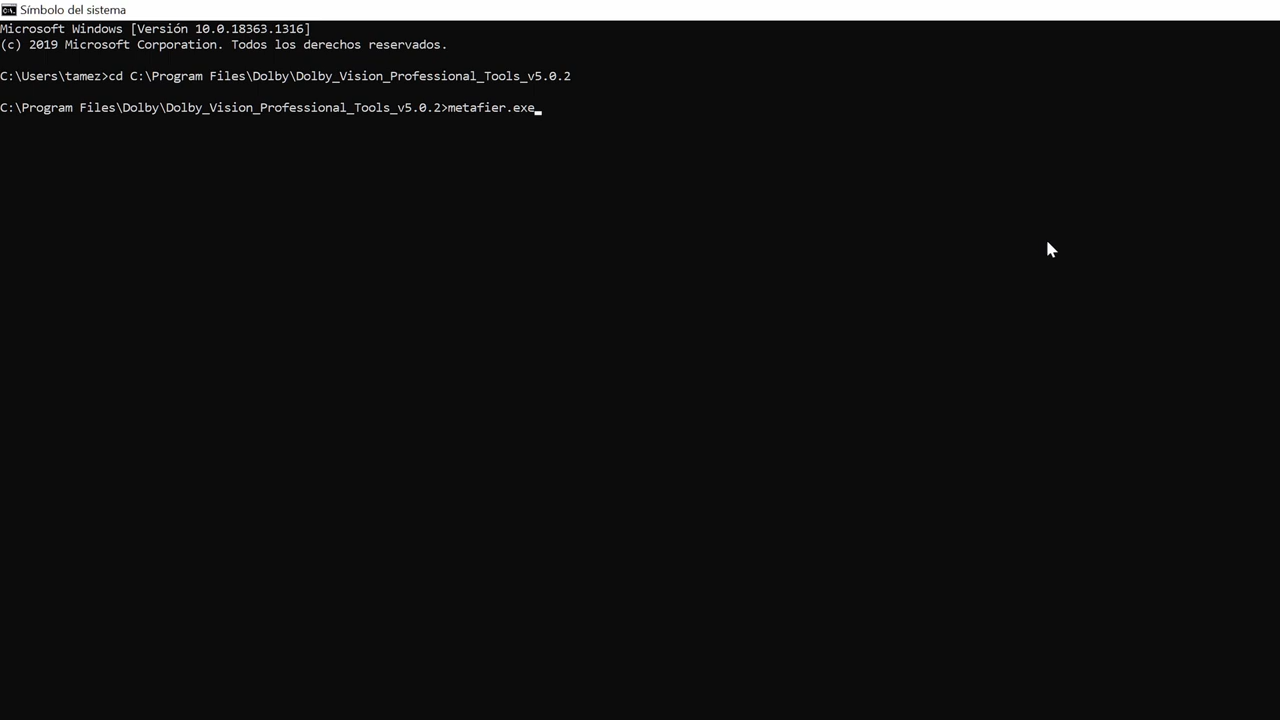 Símbolo del sistema
Microsoft Windows [Versión 10.0.18363.1316]
(c) 2019 Microsoft Corporation. Todos los derechos reservados.
C:\Users\tamez>cd C:\Program Files\Dolby\Dolby_Vision_Professional_Tools_v5.0.2
C:\Program Files\Dolby\Dolby_Vision_Professional_Tools_v5.0.2>metafier.exe